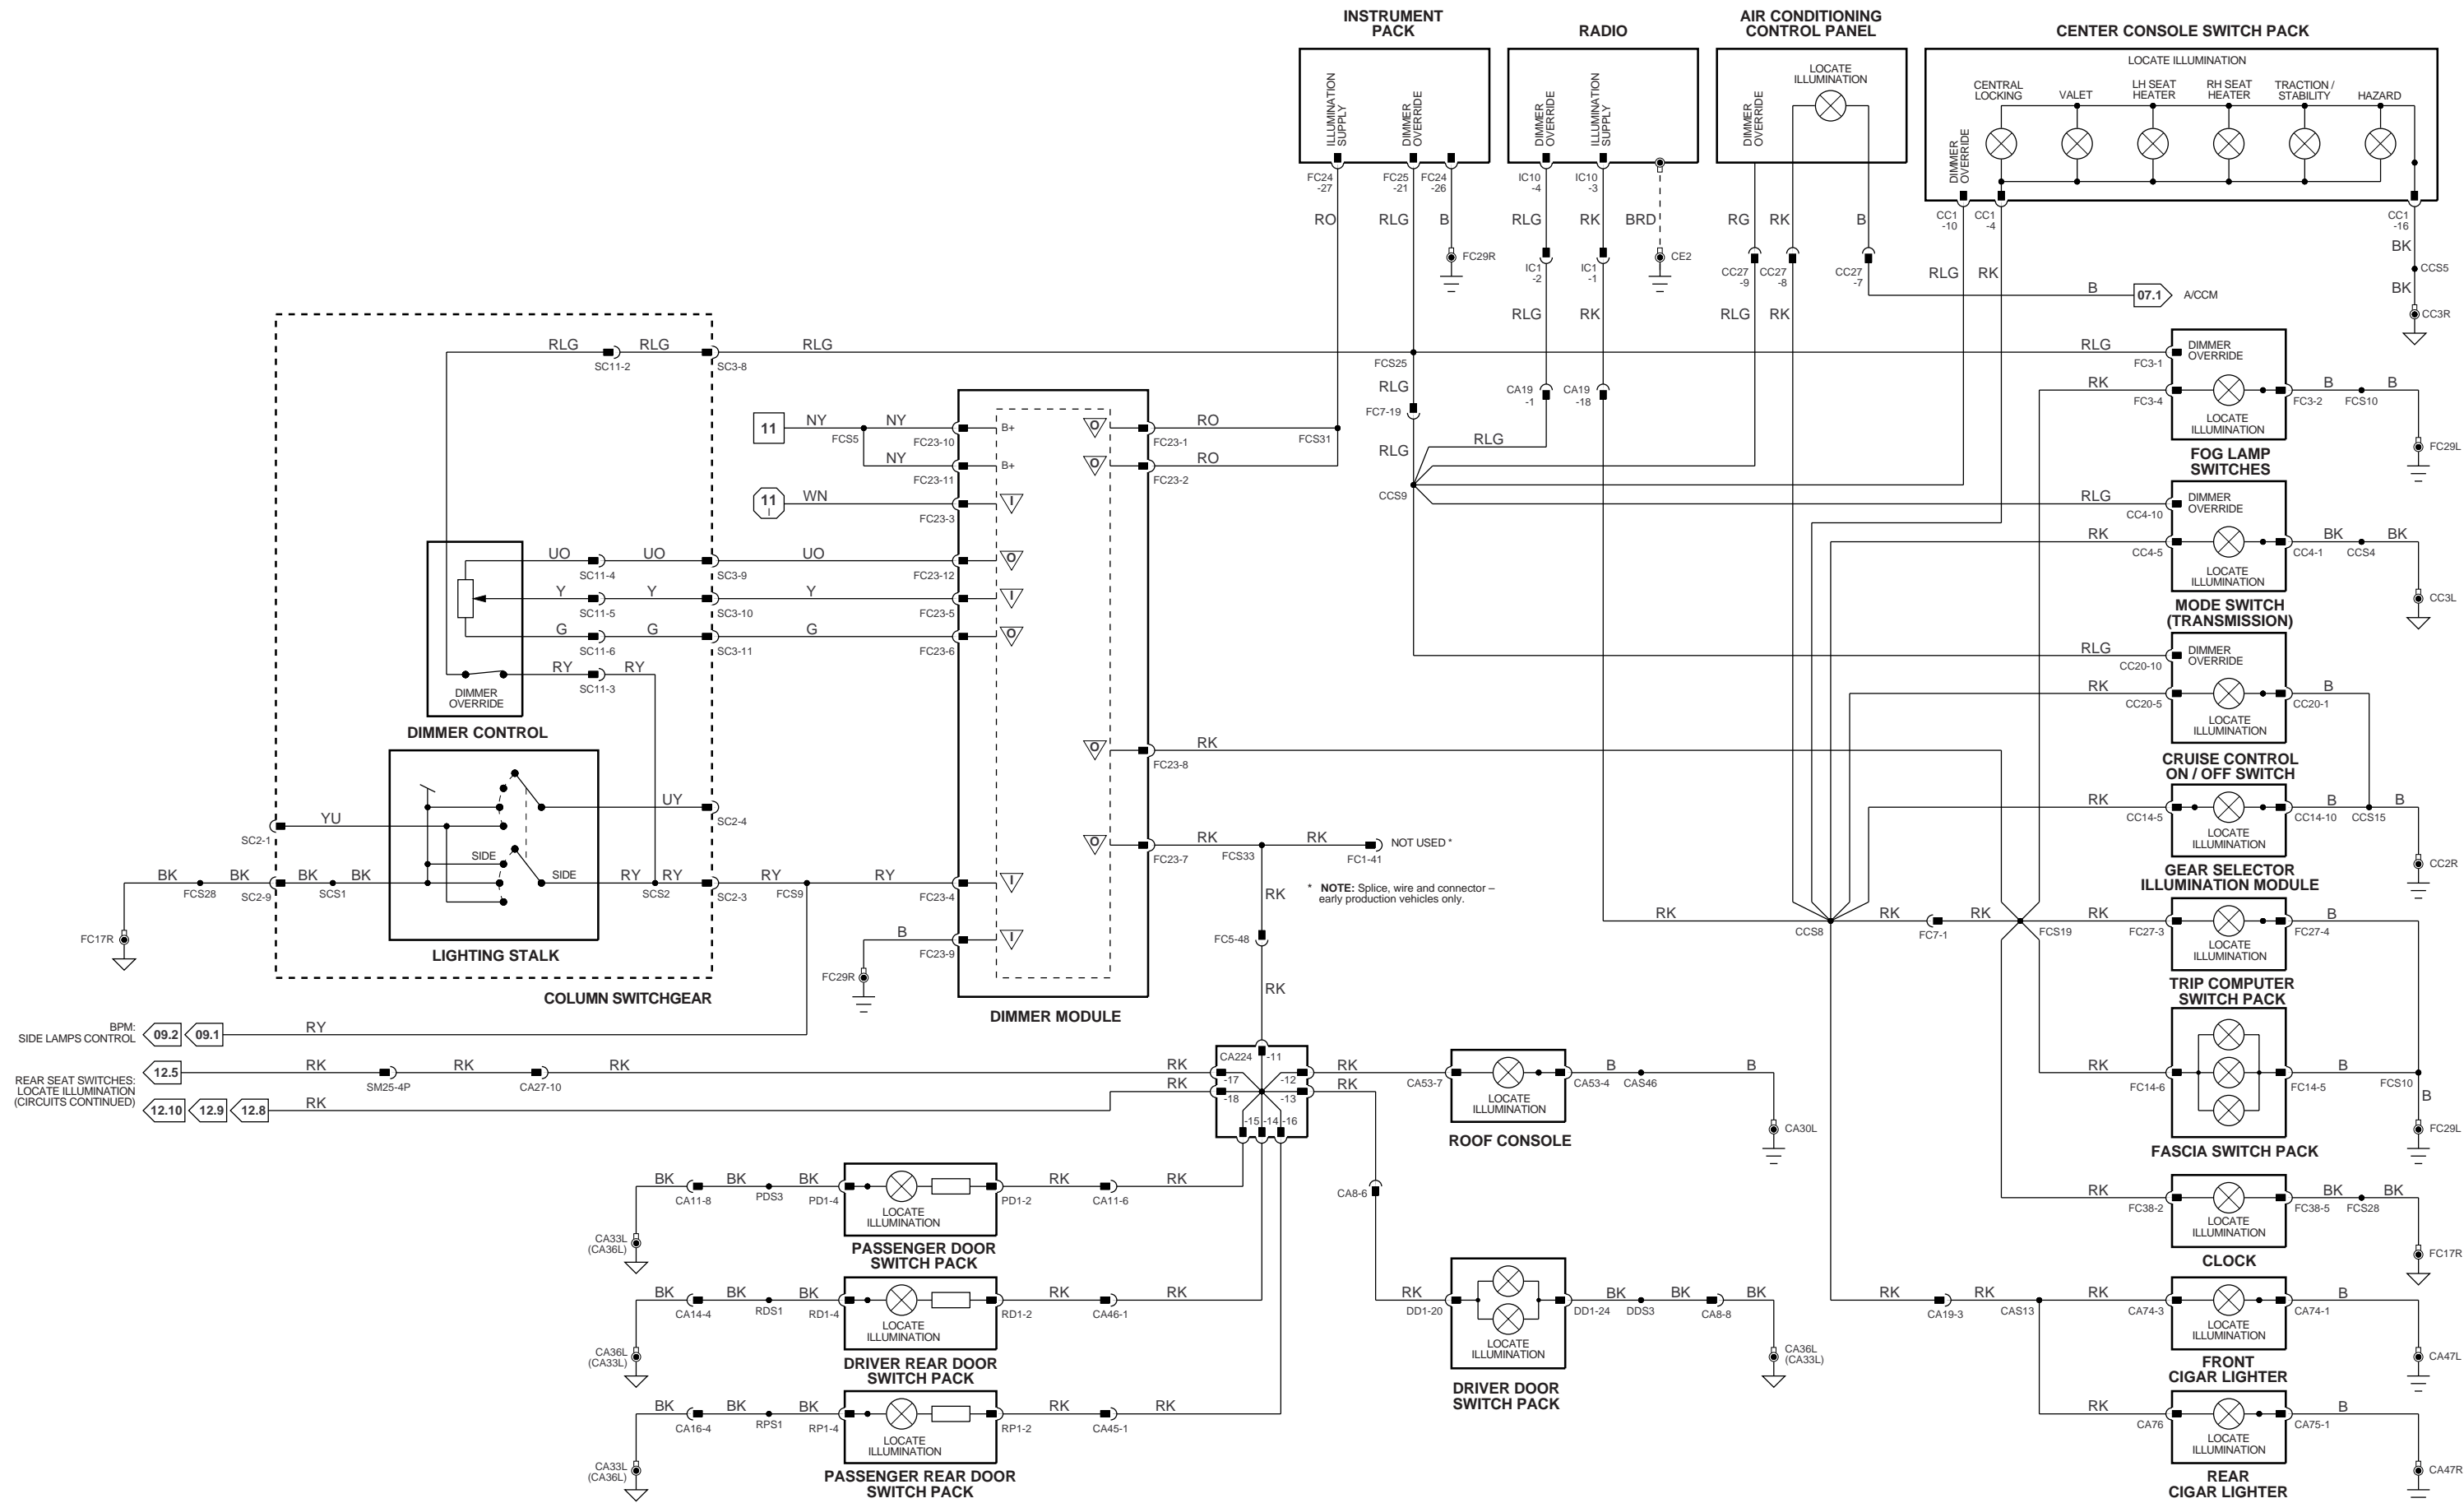 INSTRUMENT
PACK
RADIO
AIR CONDITIONING
CONTROL PANEL
CENTER CONSOLE SWITCH PACK
ILLUMINATION
SUPPLY
DIMMER
OVERRIDE
DIMMER
OVERRIDE
ILLUMINATION
SUPPLY
DIMMER
OVERRIDE
LOCATE
ILLUMINATION
LOCATE ILLUMINATION
CENTRAL
LOCKING
VALET
LH SEAT
HEATER
RH SEAT
HEATER
TRACTION /
STABILITY
HAZARD
DIMMER
OVERRIDE
FC24
-27
FC25
-21
FC24
-26
IC10
-4
IC10
-3
CC1
-10
CC1
-4
CC1
-16
RO
RLG
B
RLG
RK
BRD
RG
RK
B
BK
FC29R
IC1
-2
IC1
-1
CE2
CC27
-9
CC27
-8
CC27
-7
RLG
RK
CCS5
BK
B
07.1
A/CCM
CC3R
RLG
RK
RLG
RK
RLG
SC11-2
RLG
SC3-8
RLG
FCS25
RLG
FC7-19
RLG
CCS9
CA19
-1
CA19
-18
RLG
RLG
FC3-1
DIMMER
OVERRIDE
RK
FC3-4
LOCATE
ILLUMINATION
FC3-2
B
FCS10
B
FC29L
FOG LAMP
SWITCHES
11
NY
FCS5
NY
FC23-10
B+
NY
FC23-11
B+
O
FC23-1
RO
FCS31
O
FC23-2
RO
11
I
WN
FC23-3
I
RLG
CC4-10
DIMMER
OVERRIDE
RK
CC4-5
LOCATE
ILLUMINATION
CC4-1
BK
CCS4
BK
CC3L
MODE SWITCH
(TRANSMISSION)
UO
SC11-4
UO
SC3-9
UO
FC23-12
O
Y
SC11-5
Y
SC3-10
Y
FC23-5
I
G
SC11-6
G
SC3-11
G
FC23-6
O
RY
SC11-3
RY
DIMMER
OVERRIDE
DIMMER CONTROL
RLG
CC20-10
DIMMER
OVERRIDE
RK
CC20-5
LOCATE
ILLUMINATION
CC20-1
B
CRUISE CONTROL
ON / OFF SWITCH
O
FC23-8
RK
UY
SC2-4
YU
SC2-1
SIDE
SIDE
BK
FCS28
BK
SC2-9
BK
SCS1
BK
RY
SCS2
RY
SC2-3
RY
FCS9
RY
FC23-4
I
FC17R
LIGHTING STALK
COLUMN SWITCHGEAR
B
FC23-9
I
FC29R
DIMMER MODULE
O
FC23-7
RK
FCS33
RK
FC1-41
NOT USED *
* NOTE: Splice, wire and connector –
early production vehicles only.
RK
FC5-48
RK
RK
CC14-5
LOCATE
ILLUMINATION
CC14-10
B
CCS15
B
CC2R
GEAR SELECTOR
ILLUMINATION MODULE
RK
CCS8
RK
FC7-1
RK
FCS19
RK
FC27-3
LOCATE
ILLUMINATION
FC27-4
B
TRIP COMPUTER
SWITCH PACK
BPM:
SIDE LAMPS CONTROL
09.2
09.1
RY
REAR SEAT SWITCHES:
LOCATE ILLUMINATION
(CIRCUITS CONTINUED)
12.5
RK
SM25-4P
RK
CA27-10
RK
RK
12.10
12.9
12.8
RK
RK
CA224
-11
-17
-12
-18
-13
-15
-14
-16
RK
CA53-7
LOCATE
ILLUMINATION
CA53-4
B
CAS46
B
CA30L
ROOF CONSOLE
RK
CA8-6
RK
FC14-6
FC14-5
B
FCS10
B
FC29L
FASCIA SWITCH PACK
BK
CA11-8
BK
PDS3
BK
PD1-4
LOCATE
ILLUMINATION
PD1-2
RK
CA11-6
RK
CA33L
(CA36L)
PASSENGER DOOR
SWITCH PACK
RK
FC38-2
LOCATE
ILLUMINATION
FC38-5
BK
FCS28
BK
FC17R
CLOCK
BK
CA14-4
BK
RDS1
BK
RD1-4
LOCATE
ILLUMINATION
RD1-2
RK
CA46-1
RK
CA36L
(CA33L)
DRIVER REAR DOOR
SWITCH PACK
RK
DD1-20
LOCATE
ILLUMINATION
DD1-24
BK
DDS3
BK
CA8-8
BK
CA36L
(CA33L)
DRIVER DOOR
SWITCH PACK
RK
CA19-3
RK
CAS13
RK
CA74-3
LOCATE
ILLUMINATION
CA74-1
B
CA47L
FRONT
CIGAR LIGHTER
BK
CA16-4
BK
RPS1
BK
RP1-4
LOCATE
ILLUMINATION
RP1-2
RK
CA45-1
RK
CA33L
(CA36L)
PASSENGER REAR DOOR
SWITCH PACK
RK
CA76
LOCATE
ILLUMINATION
CA75-1
B
CA47R
REAR
CIGAR LIGHTER